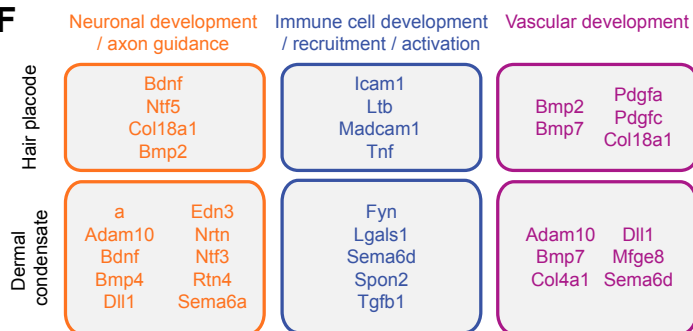 F
Neuronal development
/ axon guidance
Immune cell development
/ recruitment / activation
Vascular development
Hair placode
Bdnf
Ntf5
Col18a1
Bmp2
Icam1
Ltb
Madcam1
Tnf
Bmp2
Bmp7
Pdgfa
Pdgfc
Col18a1
Dermal
condensate
a
Adam10
Bdnf
Bmp4
Dll1
Edn3
Nrtn
Ntf3
Rtn4
Sema6a
Fyn
Lgals1
Sema6d
Spon2
Tgfb1
Adam10
Bmp7
Col4a1
Dll1
Mfge8
Sema6d